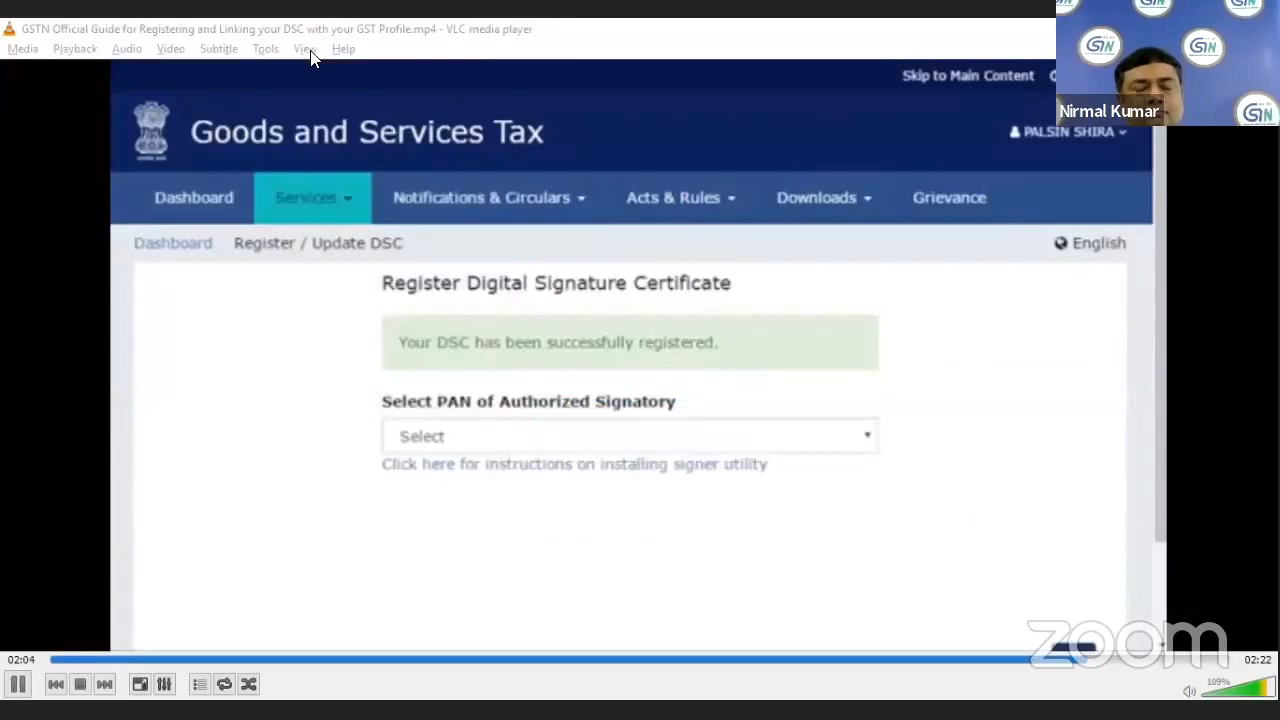 GSTN Official Guide for Registering and Linking your DSC with your GST Profile.mp4 - VLC media player
Media Playback Audio Video Subtitle Tools View Help
Skip to Main Content
Nirmal Kumar
Goods and Services Tax
PALSIN SHIRA
Dashboard Services Notifications & Circulars Acts & Rules Downloads Grievance
Dashboard Register / Update DSC English
Register Digital Signature Certificate
Your DSC has been successfully registered.
Select PAN of Authorized Signatory
Select
Click here for instructions on installing signer utility
zoom
02:04 02:22
109%